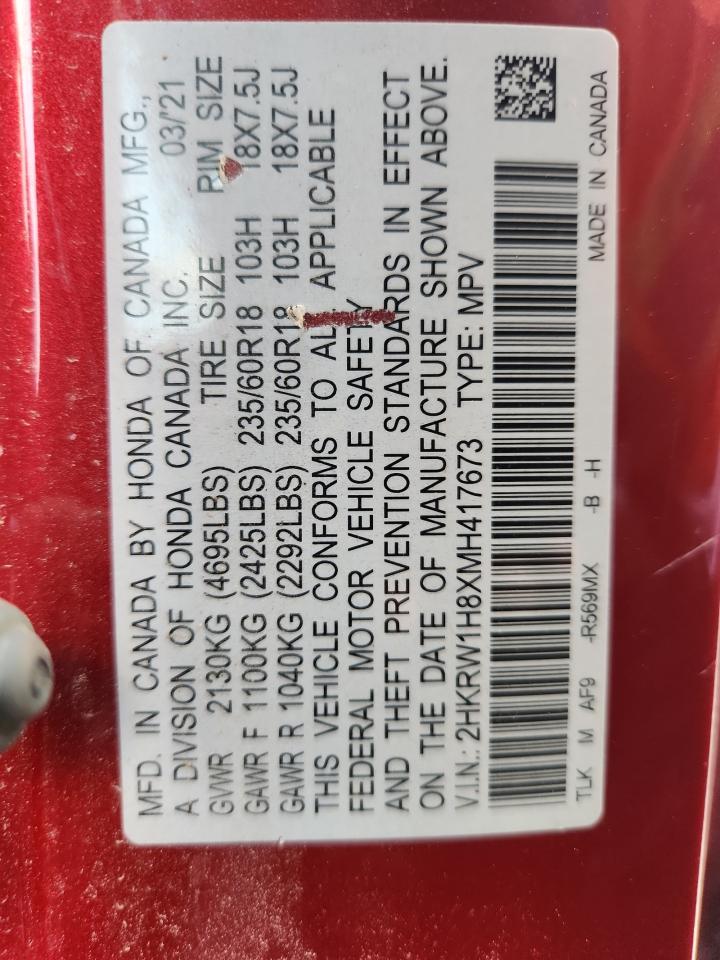 MFD. IN CANADA BY HONDA OF CANADA MFG.,
A DIVISION OF HONDA CANADA INC. 03/'21
GVWR 2130KG (4695LBS) TIRE SIZE RIM SIZE
GAWR F 1100KG (2425LBS) 235/60R18 103H 18X7.5J
GAWR R 1040KG (2292LBS) 235/60R18 103H 18X7.5J
THIS VEHICLE CONFORMS TO ALL APPLICABLE
FEDERAL MOTOR VEHICLE SAFETY
AND THEFT PREVENTION STANDARDS IN EFFECT
ON THE DATE OF MANUFACTURE SHOWN ABOVE.
V.I.N.: 2HKRW1H8XMH417673 TYPE: MPV
TLK M AF9 -R569MX -B -H MADE IN CANADA